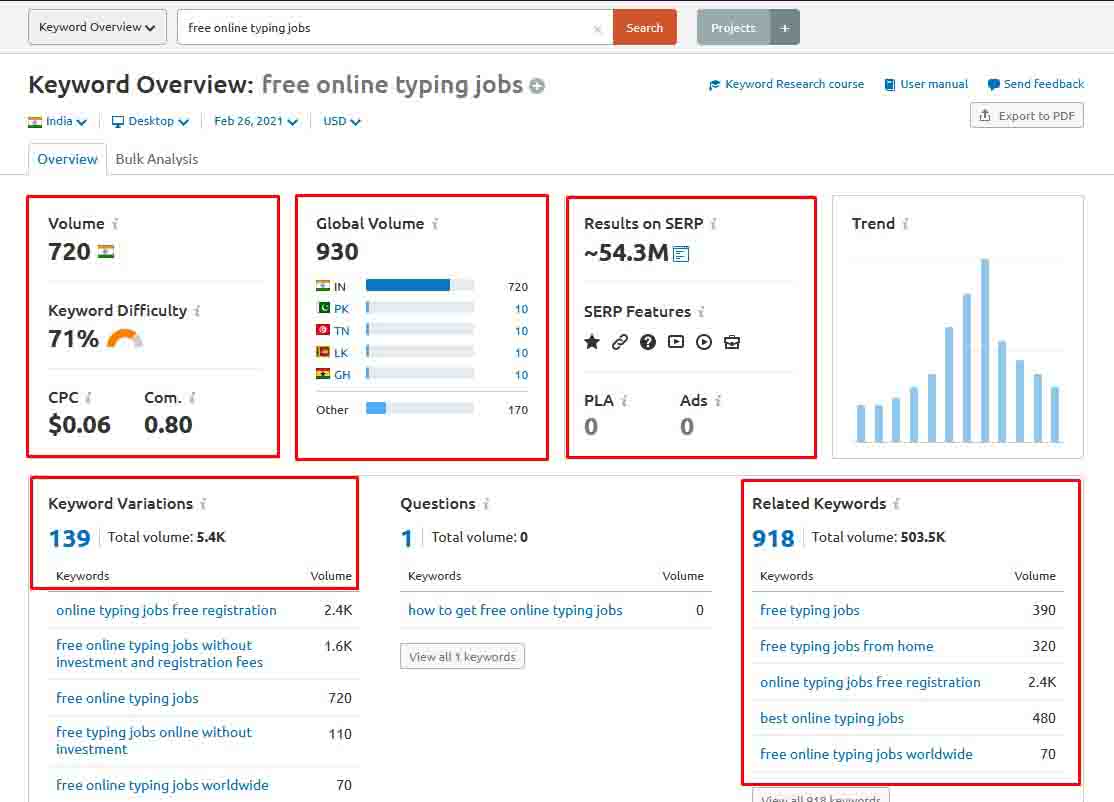 Keyword Overview
free online typing jobs
×
Search
Projects
+
Keyword Overview: free online typing jobs
Keyword Research course
User manual
Send feedback
India
Desktop
Feb 26, 2021
USD
Export to PDF
Overview
Bulk Analysis
Volume i
720
Keyword Difficulty i
71%
CPC i
Com. i
$0.06
0.80
Global Volume i
930
IN 720
PK 10
TN 10
LK 10
GH 10
Other 170
Results on SERP i
~54.3M
SERP Features i
PLA i
Ads i
0
0
Trend i
Keyword Variations i
139 Total volume: 5.4K
Keywords Volume
online typing jobs free registration 2.4K
free online typing jobs without 1.6K
investment and registration fees
free online typing jobs 720
free typing jobs online without 110
investment
free online typing jobs worldwide 70
Questions i
1 Total volume: 0
Keywords Volume
how to get free online typing jobs 0
View all 1 keywords
Related Keywords i
918 Total volume: 503.5K
Keywords Volume
free typing jobs 390
free typing jobs from home 320
online typing jobs free registration 2.4K
best online typing jobs 480
free online typing jobs worldwide 70
View all 918 keywords